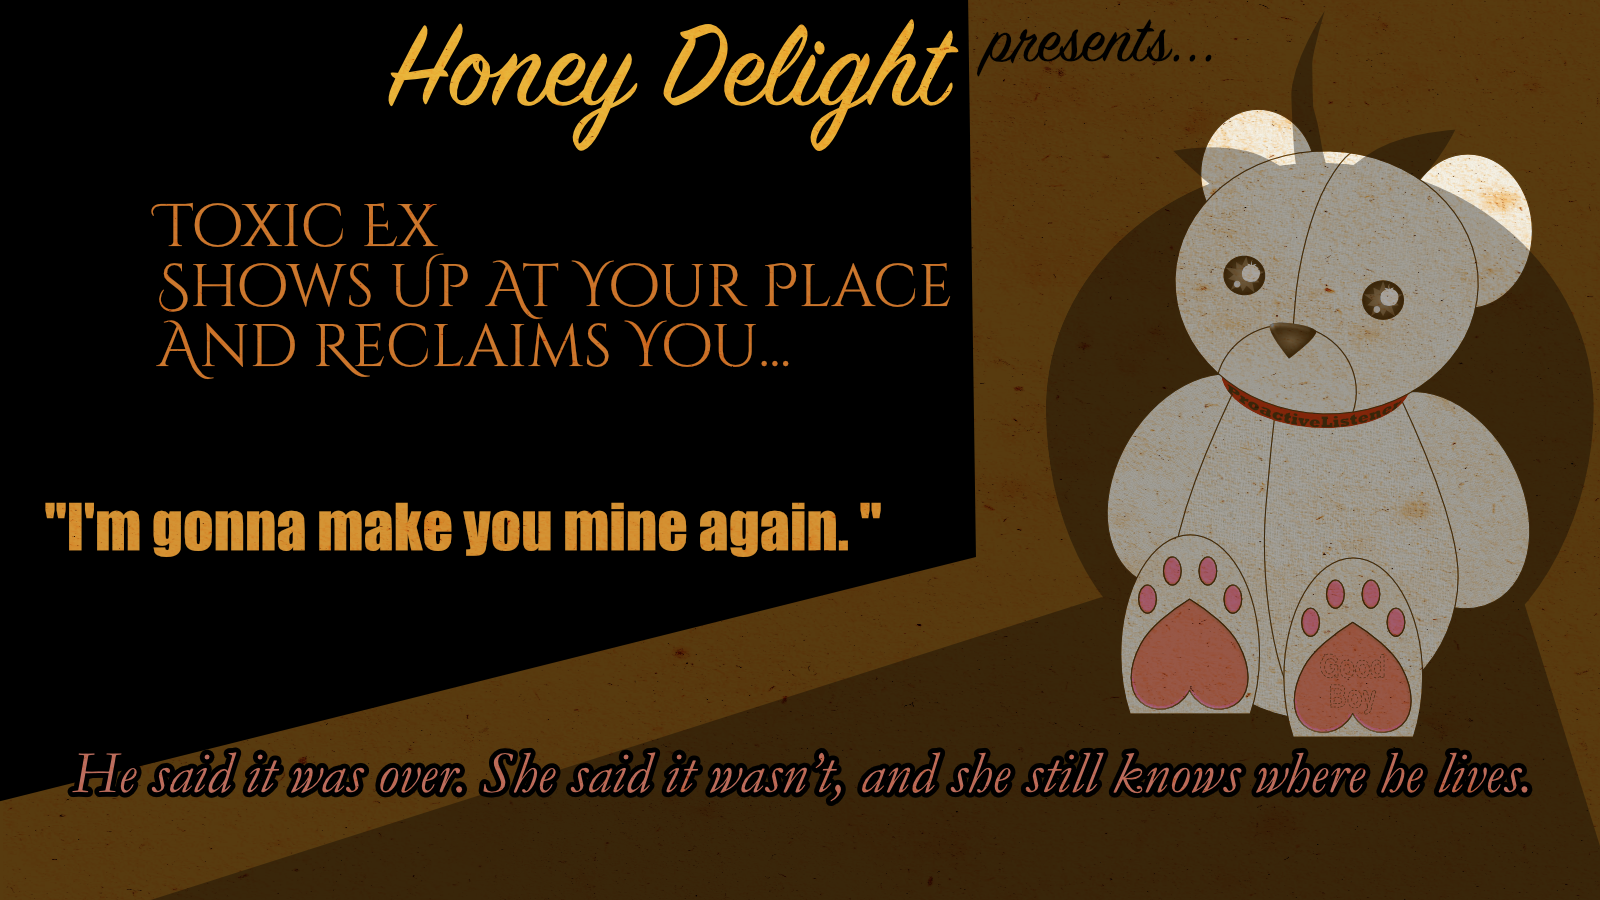 Honey Delight presents...
Toxic Ex
Shows Up At Your Place
And Reclaims You...
"I'm gonna make you mine again. "
ProactiveListener
Good
Boy
He said it was over. She said it wasn't, and she still knows where he lives.